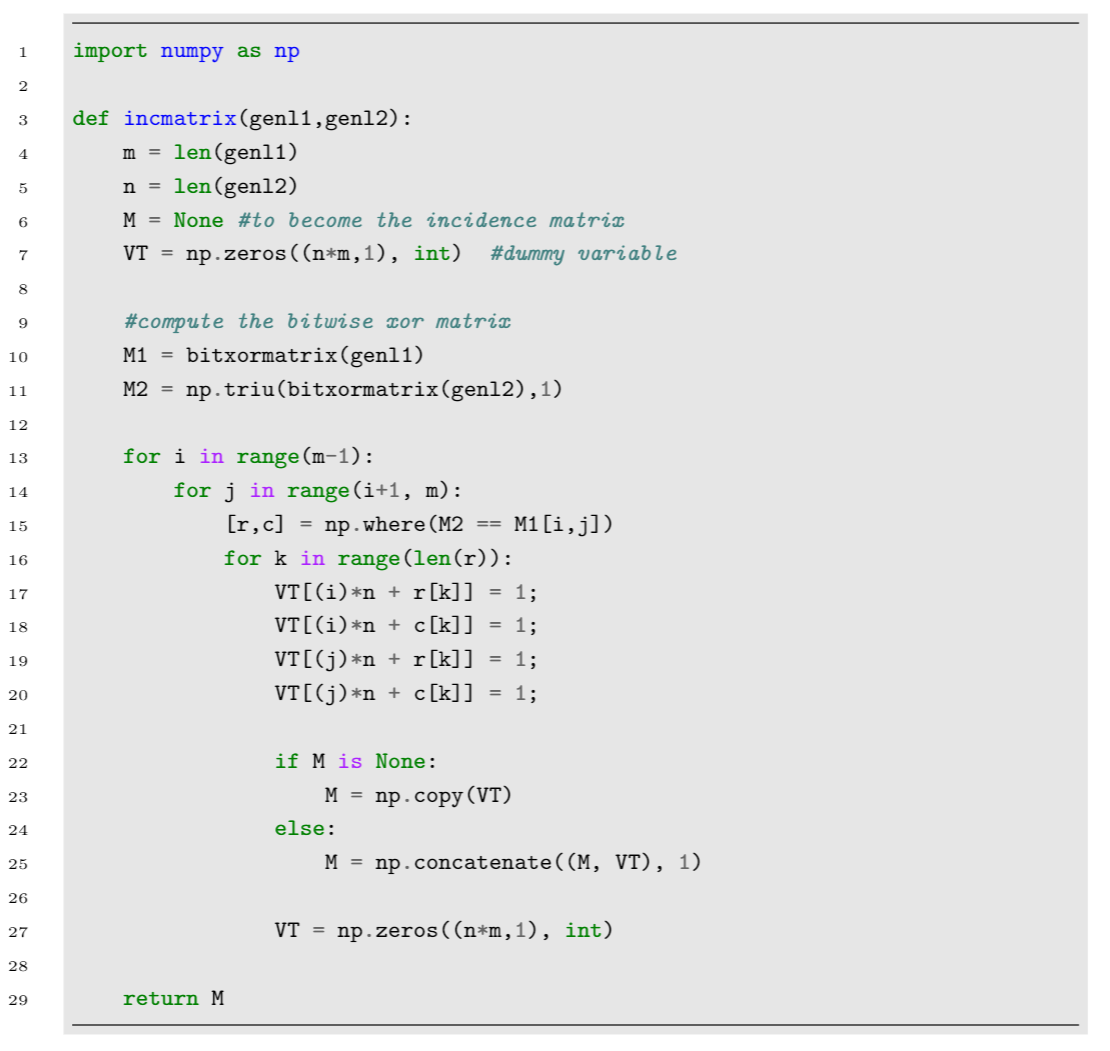 1 import numpy as np
2
3 def incmatrix(genl1,genl2):
4     m = len(genl1)
5     n = len(genl2)
6     M = None #to become the incidence matrix
7     VT = np.zeros((n*m,1), int)  #dummy variable
8
9     #compute the bitwise xor matrix
10     M1 = bitxormatrix(genl1)
11     M2 = np.triu(bitxormatrix(genl2),1)
12
13     for i in range(m-1):
14         for j in range(i+1, m):
15             [r,c] = np.where(M2 == M1[i,j])
16             for k in range(len(r)):
17                 VT[(i)*n + r[k]] = 1;
18                 VT[(i)*n + c[k]] = 1;
19                 VT[(j)*n + r[k]] = 1;
20                 VT[(j)*n + c[k]] = 1;
21
22                 if M is None:
23                     M = np.copy(VT)
24                 else:
25                     M = np.concatenate((M, VT), 1)
26
27                 VT = np.zeros((n*m,1), int)
28
29     return M